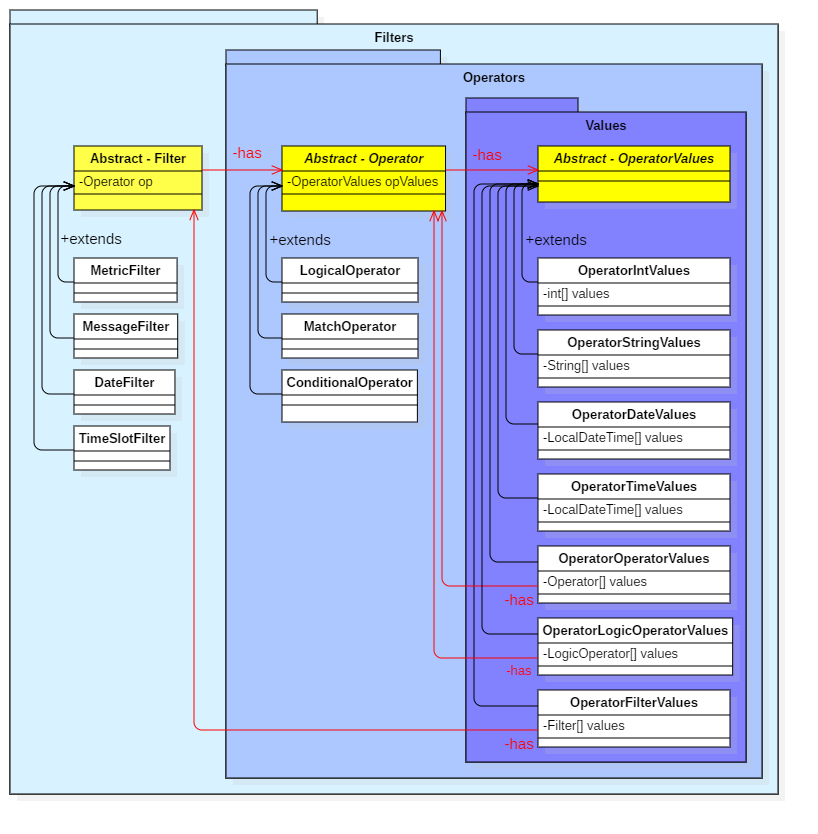 Filters
Operators
Values
Abstract - Filter
-Operator op
-has
Abstract - Operator
-OperatorValues opValues
-has
Abstract - OperatorValues
+extends
MetricFilter
MessageFilter
DateFilter
TimeSlotFilter
+extends
LogicalOperator
MatchOperator
ConditionalOperator
+extends
OperatorIntValues
-int[] values
OperatorStringValues
-String[] values
OperatorDateValues
-LocalDateTime[] values
OperatorTimeValues
-LocalDateTime[] values
OperatorOperatorValues
-Operator[] values
-has
OperatorLogicOperatorValues
-LogicOperator[] values
-has
OperatorFilterValues
-Filter[] values
-has